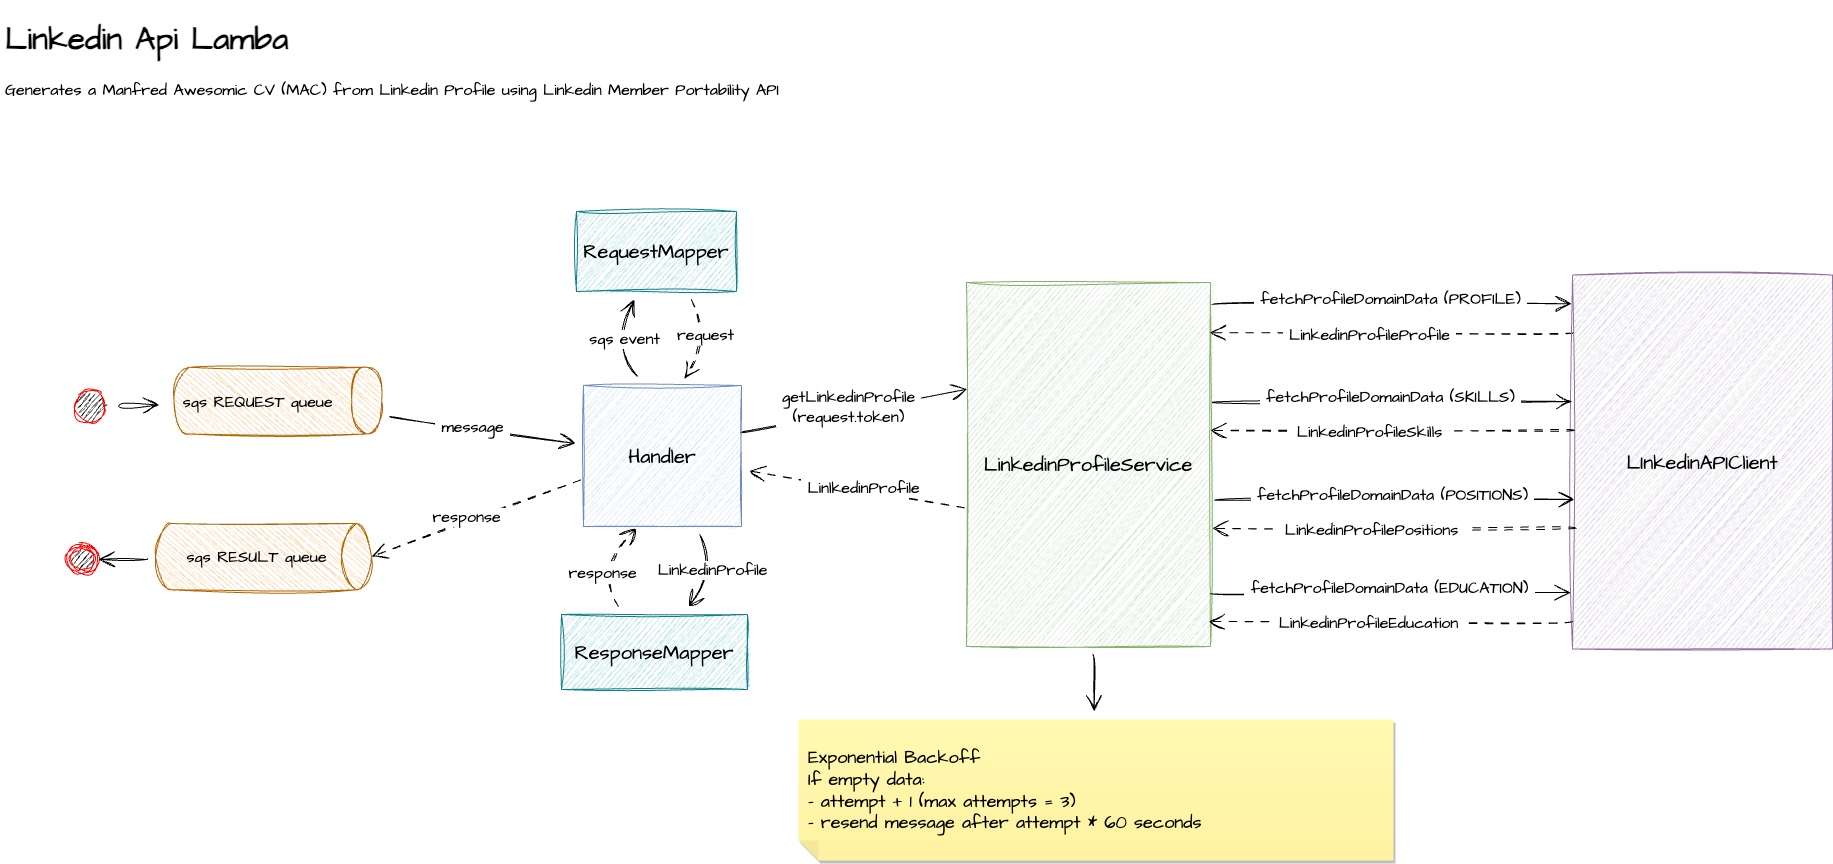 Linkedin Api Lamba
Generates a Manfred Awesomic CV (MAC) from Linkedin Profile using Linkedin Member Portability API
RequestMapper
sqs event
request
sqs REQUEST queue
message
Handler
getLinkedinProfile
(request.token)
LinlkedinProfile
response
sqs RESULT queue
response
LinkedinProfile
ResponseMapper
LinkedinProfileService
fetchProfileDomainData (PROFILE)
LinkedinProfileProfile
fetchProfileDomainData (SKILLS)
LinkedinProfileSkills
fetchProfileDomainData (POSITIONS)
LinkedinProfilePositions
fetchProfileDomainData (EDUCATION)
LinkedinProfileEducation
LInkedinAPIClient
Exponential Backoff
If empty data:
- attempt + 1 (max attempts = 3)
- resend message after attempt * 60 seconds